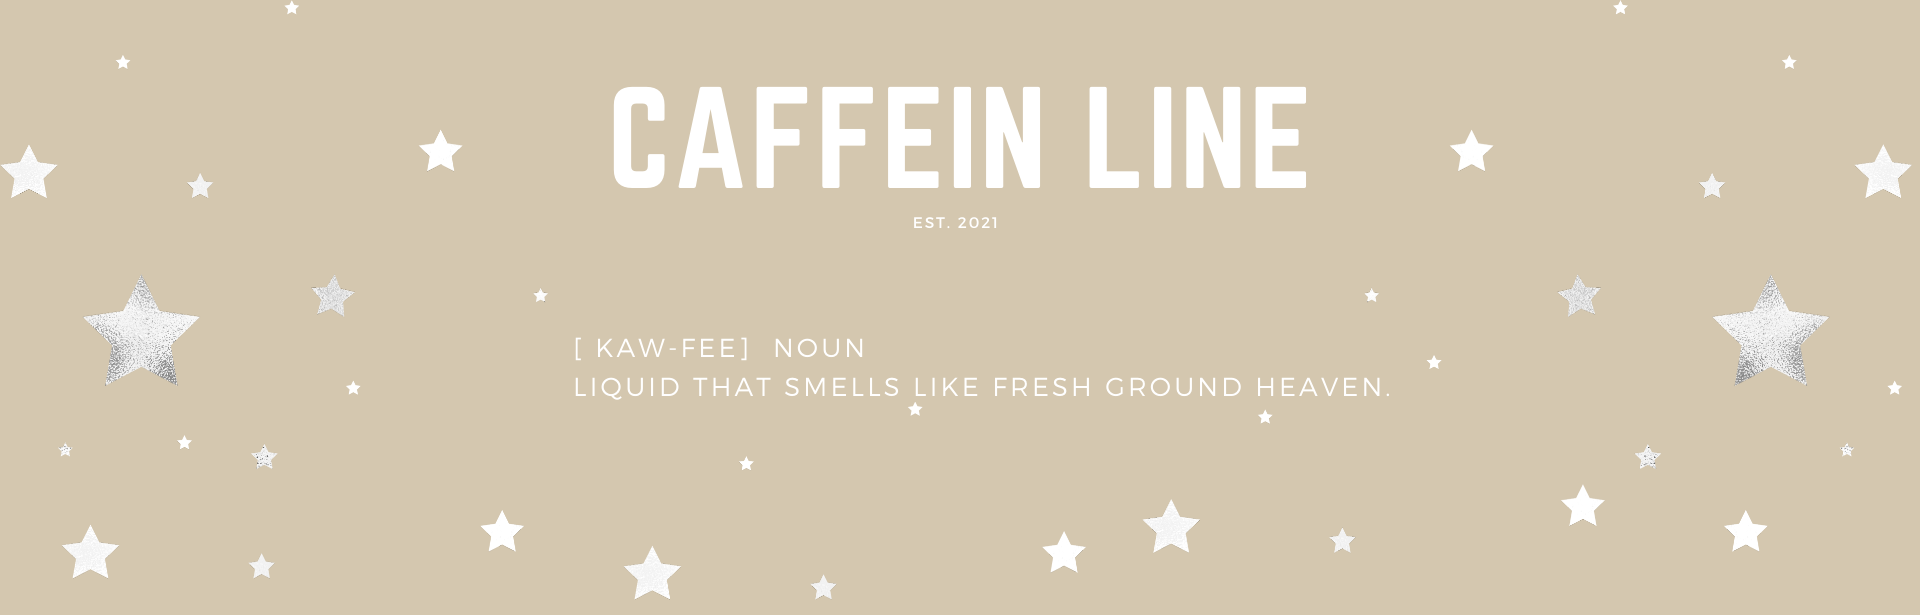 CAFFEIN LINE
EST. 2021
[ KAW-FEE]  NOUN
LIQUID THAT SMELLS LIKE FRESH GROUND HEAVEN.